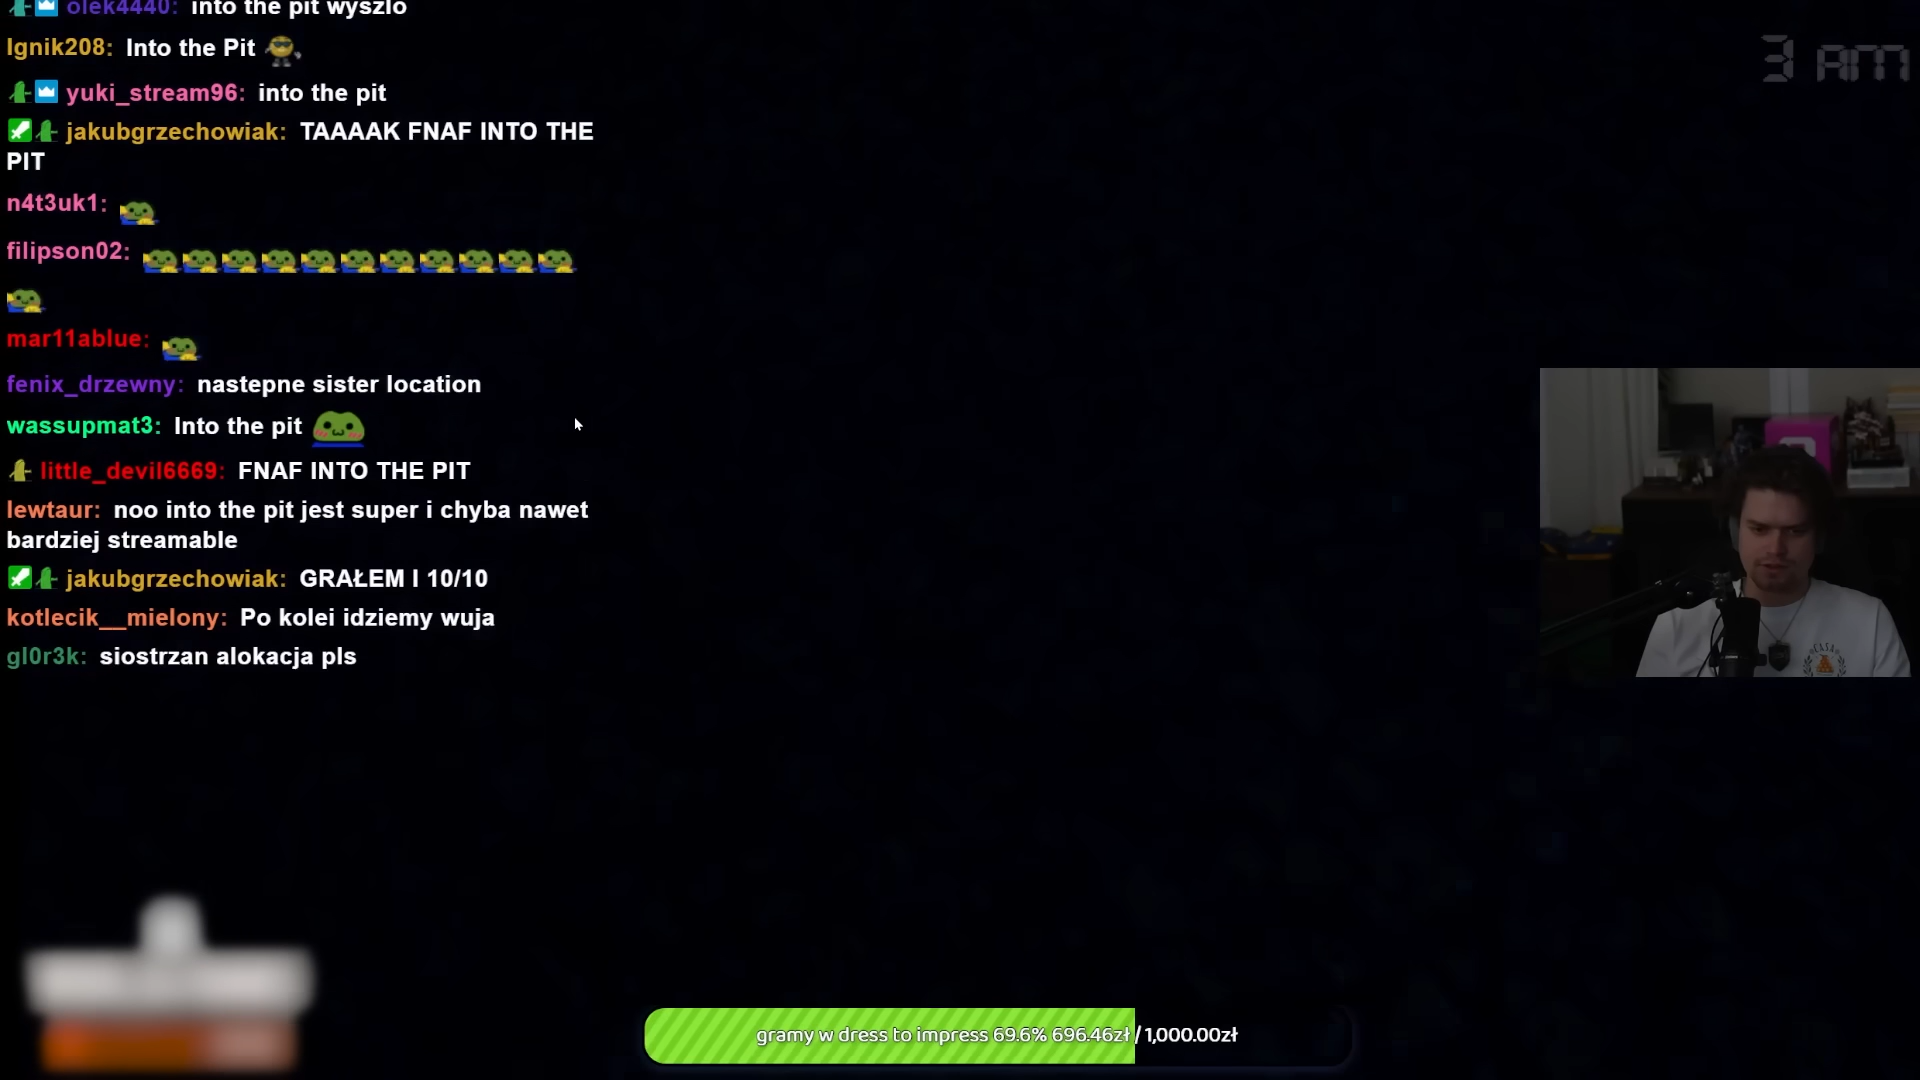 olek4440: into the pit wyszlo
Ignik208: Into the Pit
yuki_stream96: into the pit
jakubgrzechowiak: TAAAAK FNAF INTO THE
PIT
n4t3uk1:
filipson02:
mar11ablue:
fenix_drzewny: nastepne sister location
wassupmat3: Into the pit
little_devil6669: FNAF INTO THE PIT
lewtaur: noo into the pit jest super i chyba nawet
bardziej streamable
jakubgrzechowiak: GRAŁEM I 10/10
kotlecik__mielony: Po kolei idziemy wuja
gl0r3k: siostrzan alokacja pls
3 AM
CASA
gramy w dress to impress 69.6% 696.46zł / 1,000.00zł